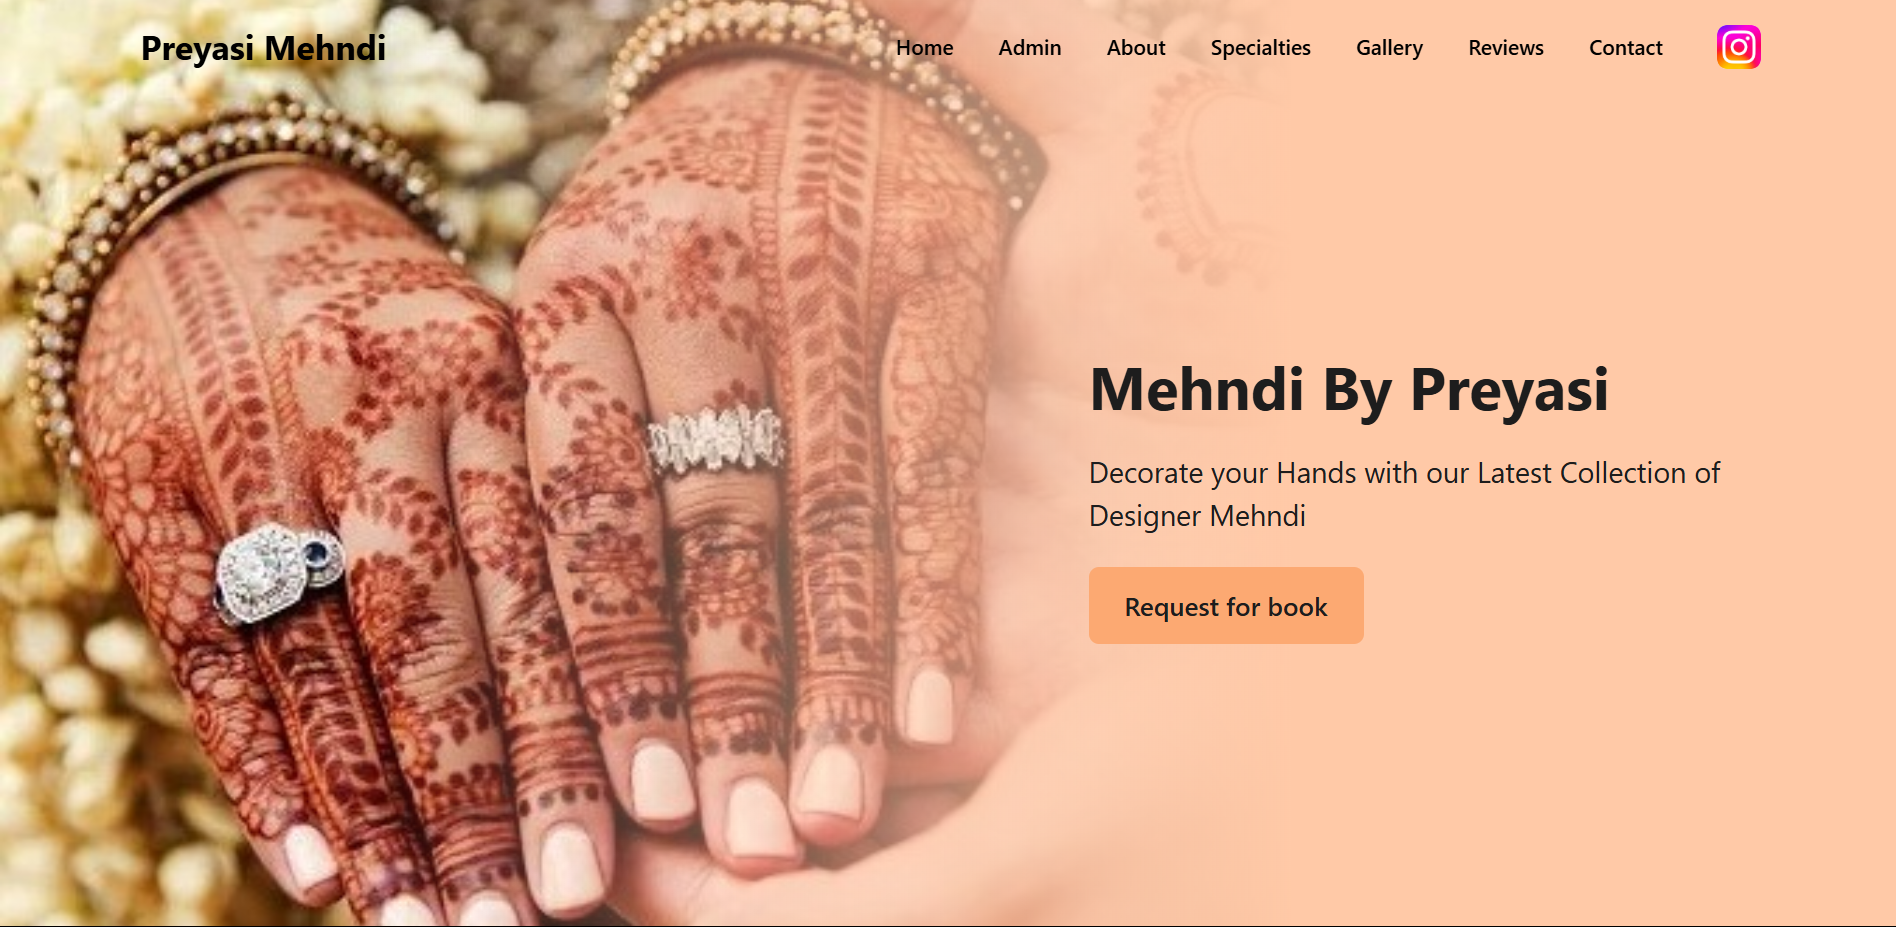 Preyasi Mehndi
Home Admin About Specialties Gallery Reviews Contact
Mehndi By Preyasi
Decorate your Hands with our Latest Collection of
Designer Mehndi
Request for book